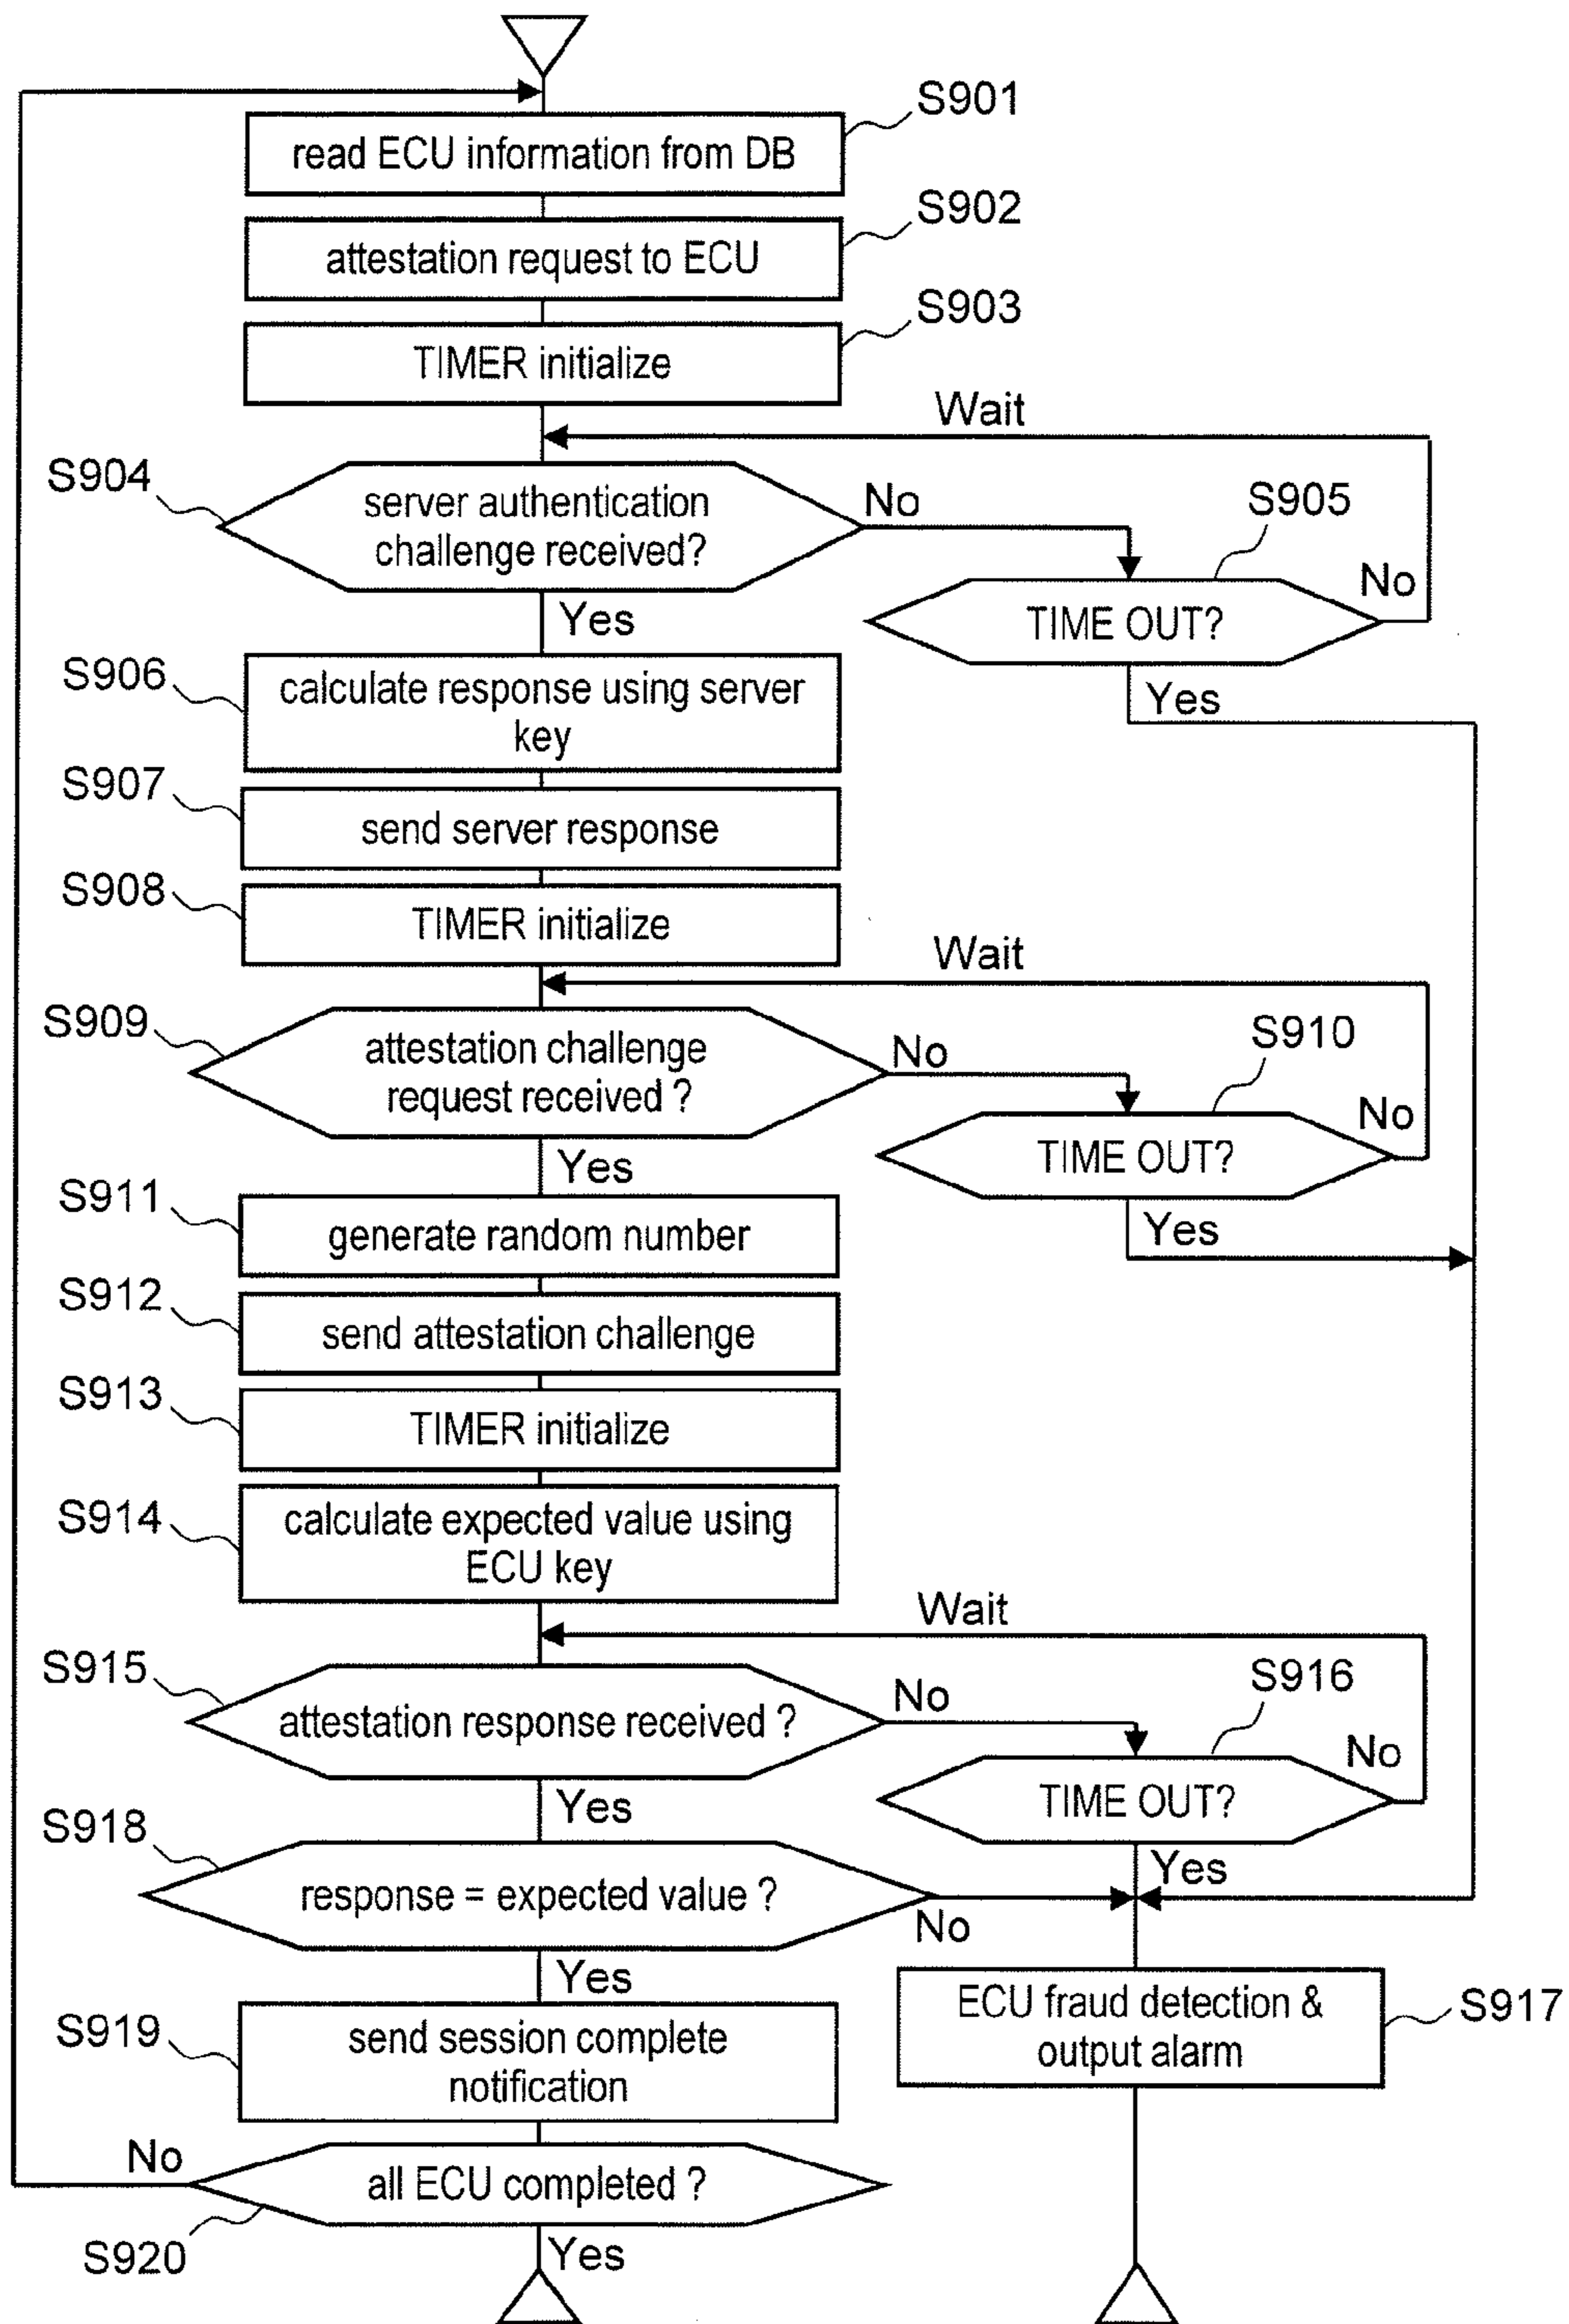 S901
read ECU information from DB
S902
attestation request to ECU
S903
TIMER initialize
Wait
S904
server authentication
challenge received?
No
S905
TIME OUT?
No
Yes
Yes
S906
calculate response using server
key
S907
send server response
S908
TIMER initialize
Wait
S909
attestation challenge
request received ?
No
S910
TIME OUT?
No
Yes
Yes
S911
generate random number
S912
send attestation challenge
S913
TIMER initialize
S914
calculate expected value using
ECU key
Wait
S915
attestation response received ?
No
S916
TIME OUT?
No
Yes
Yes
S918
response = expected value ?
No
Yes
S919
send session complete
notification
ECU fraud detection &
output alarm
S917
No
all ECU completed ?
S920
Yes